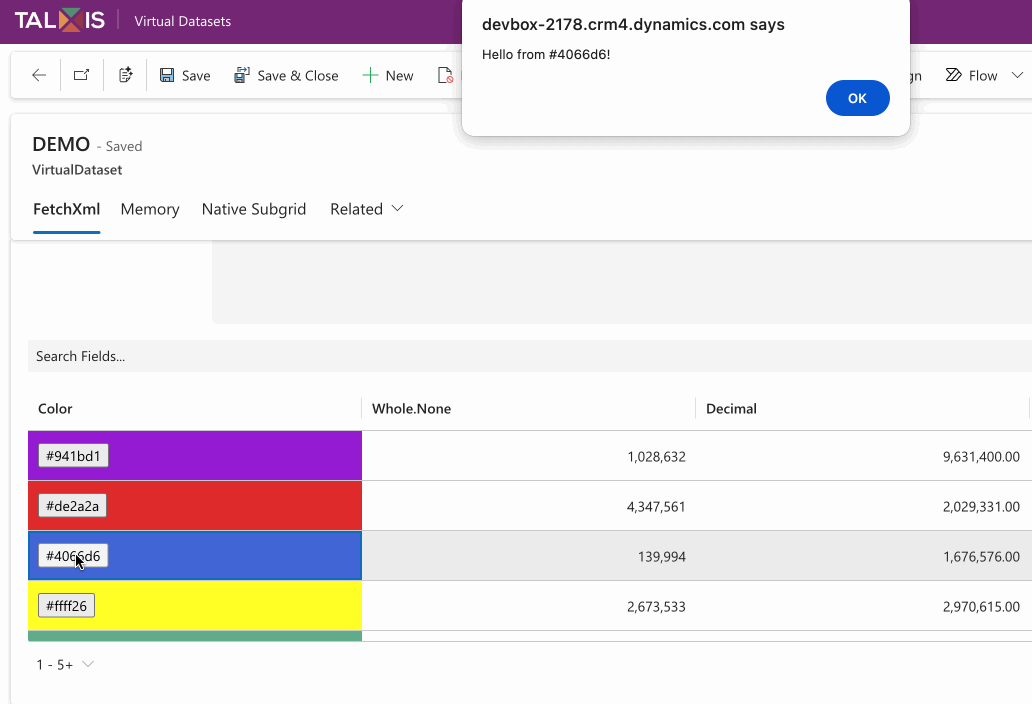 TALXIS
Virtual Datasets
devbox-2178.crm4.dynamics.com says
Hello from #4066d6!
OK
Save
Save & Close
New
Flow
DEMO - Saved
VirtualDataset
FetchXml
Memory
Native Subgrid
Related
Search Fields...
Color
Whole.None
Decimal
#941bd1
1,028,632
9,631,400.00
#de2a2a
4,347,561
2,029,331.00
#4066d6
139,994
1,676,576.00
#ffff26
2,673,533
2,970,615.00
1 - 5+